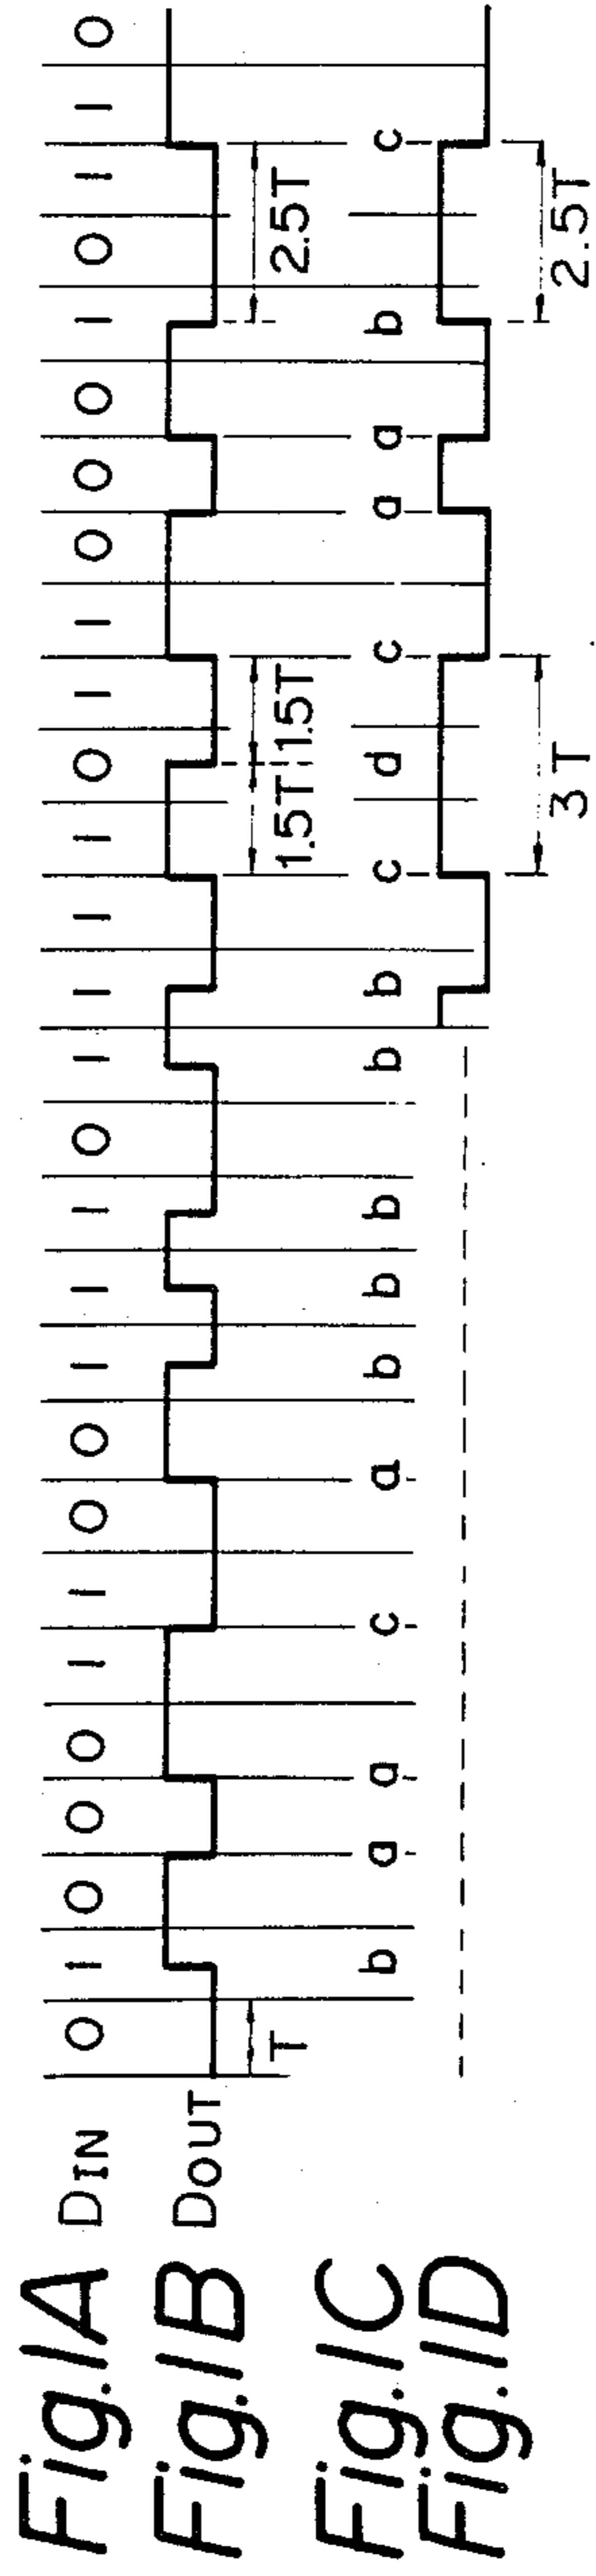 Fig.1A DIN 0 1 0 0 0 1 1 0 0 1 1 1 0 1 1 1 1 0 1 1 0 0 0 1 0 1 1 0
Fig.1B DOUT
T 1.5T 1.5T 2.5T
Fig.1C b a a c a b b b b b c d c a a b c
Fig.1D
3T 2.5T